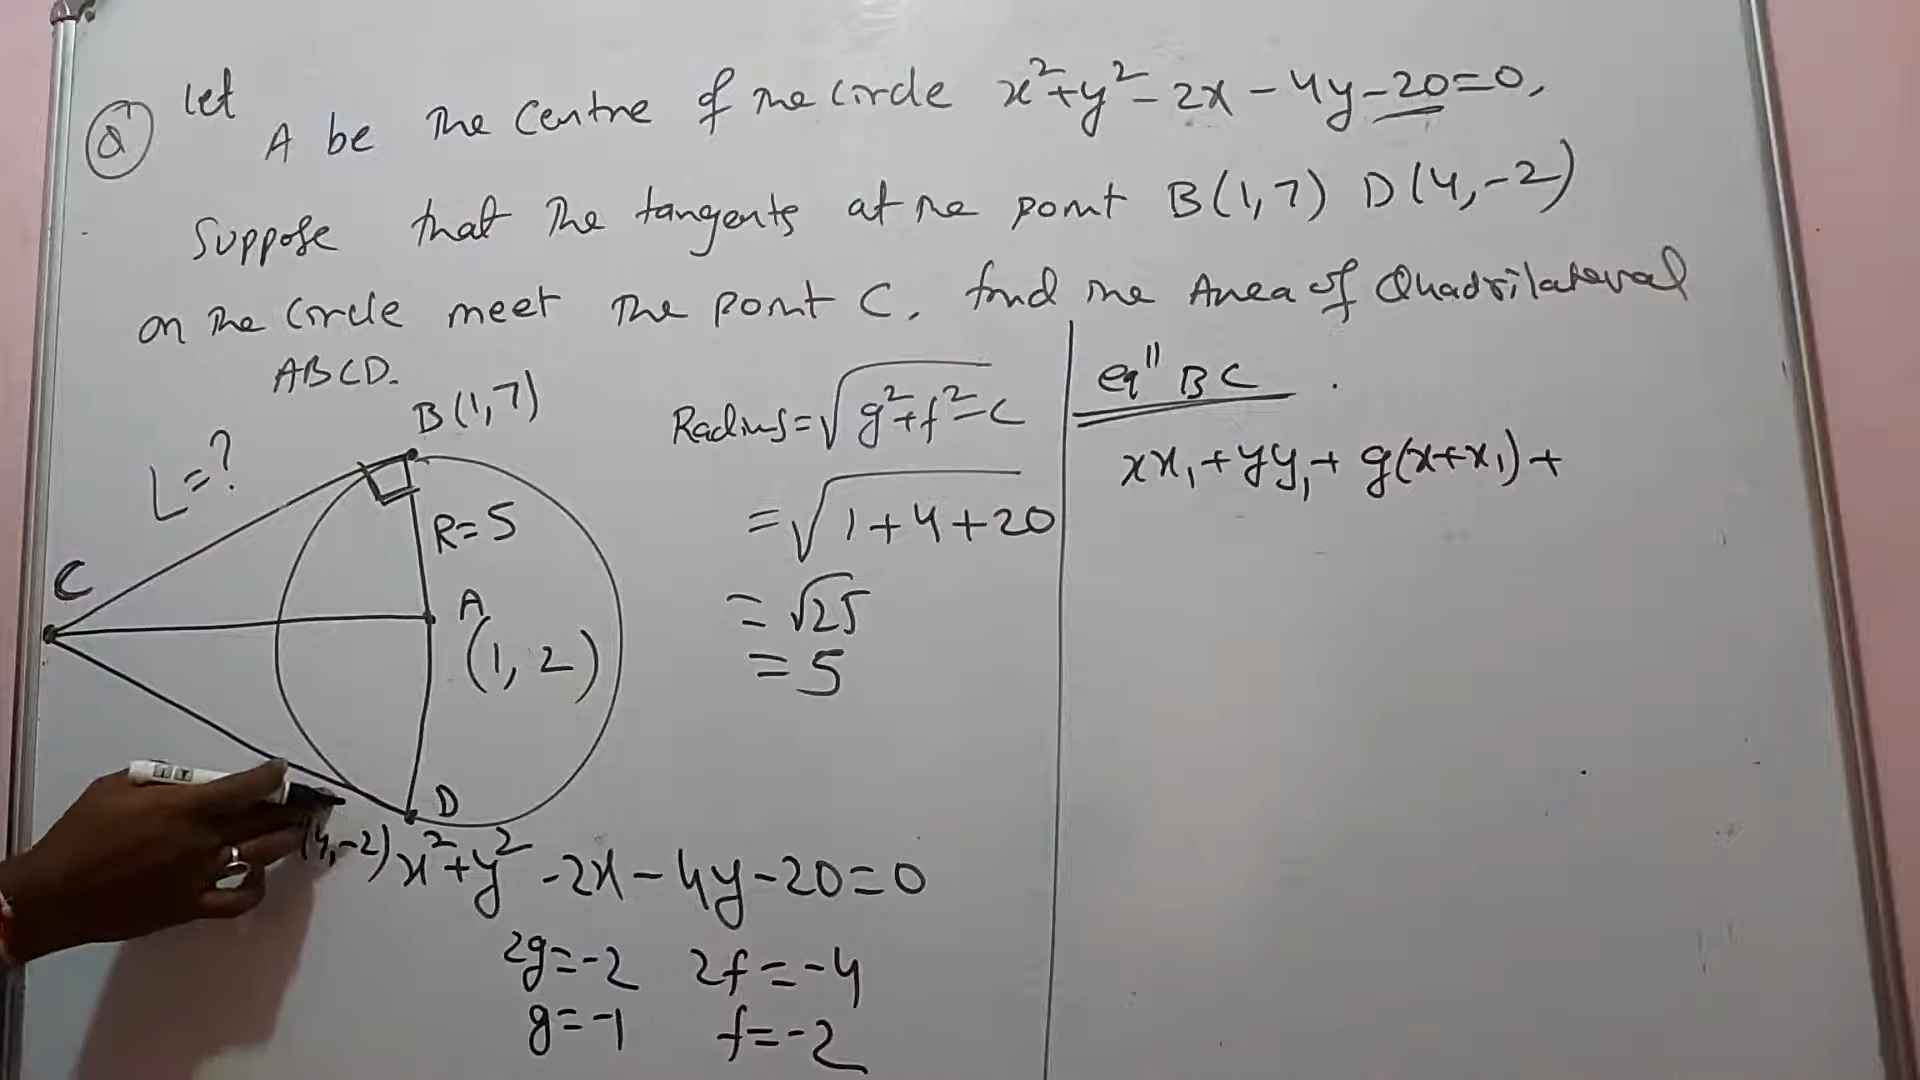 Q let A be the Centre of the circle x²+y²-2x-4y-20=0,
Suppose that the tangents at the point B(1,7) D(4,-2)
on the circle meet the point C. find the Area of Quadrilateral
ABCD.
B(1,7)
L=?
R=5
C
A
(1,2)
D
(4,-2)
x²+y²-2x-4y-20=0
2g=-2 2f=-4
g=-1 f=-2
Radius=√g²+f²-c
=√1+4+20
=√25
=5
eqⁿ BC
xx₁+yy₁+g(x+x₁)+